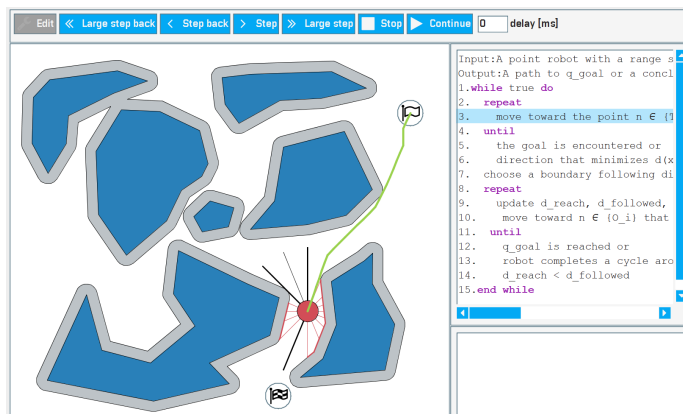 Edit Large step back Step back Step Large step Stop Continue 0 delay [ms]
Input:A point robot with a range s
Output:A path to q_goal or a concl
1.while true do
2. repeat
3. move toward the point n ∈ {T
4. until
5. the goal is encountered or
6. direction that minimizes d(x
7. choose a boundary following di
8. repeat
9. update d_reach, d_followed,
10. move toward n ∈ {O_i} that
11. until
12. q_goal is reached or
13. robot completes a cycle aro
14. d_reach < d_followed
15.end while